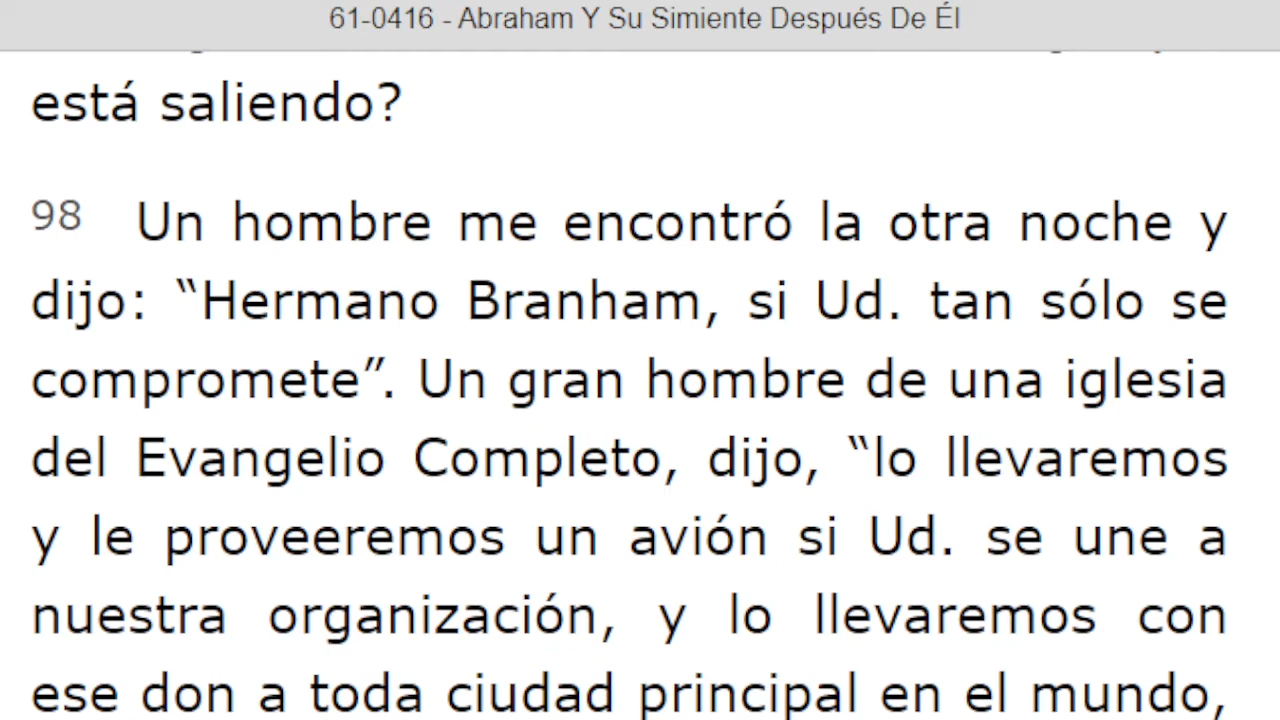 61-0416 - Abraham Y Su Simiente Después De Él
está saliendo?
98 Un hombre me encontró la otra noche y
dijo: “Hermano Branham, si Ud. tan sólo se
compromete”. Un gran hombre de una iglesia
del Evangelio Completo, dijo, “lo llevaremos
y le proveeremos un avión si Ud. se une a
nuestra organización, y lo llevaremos con
ese don a toda ciudad principal en el mundo,